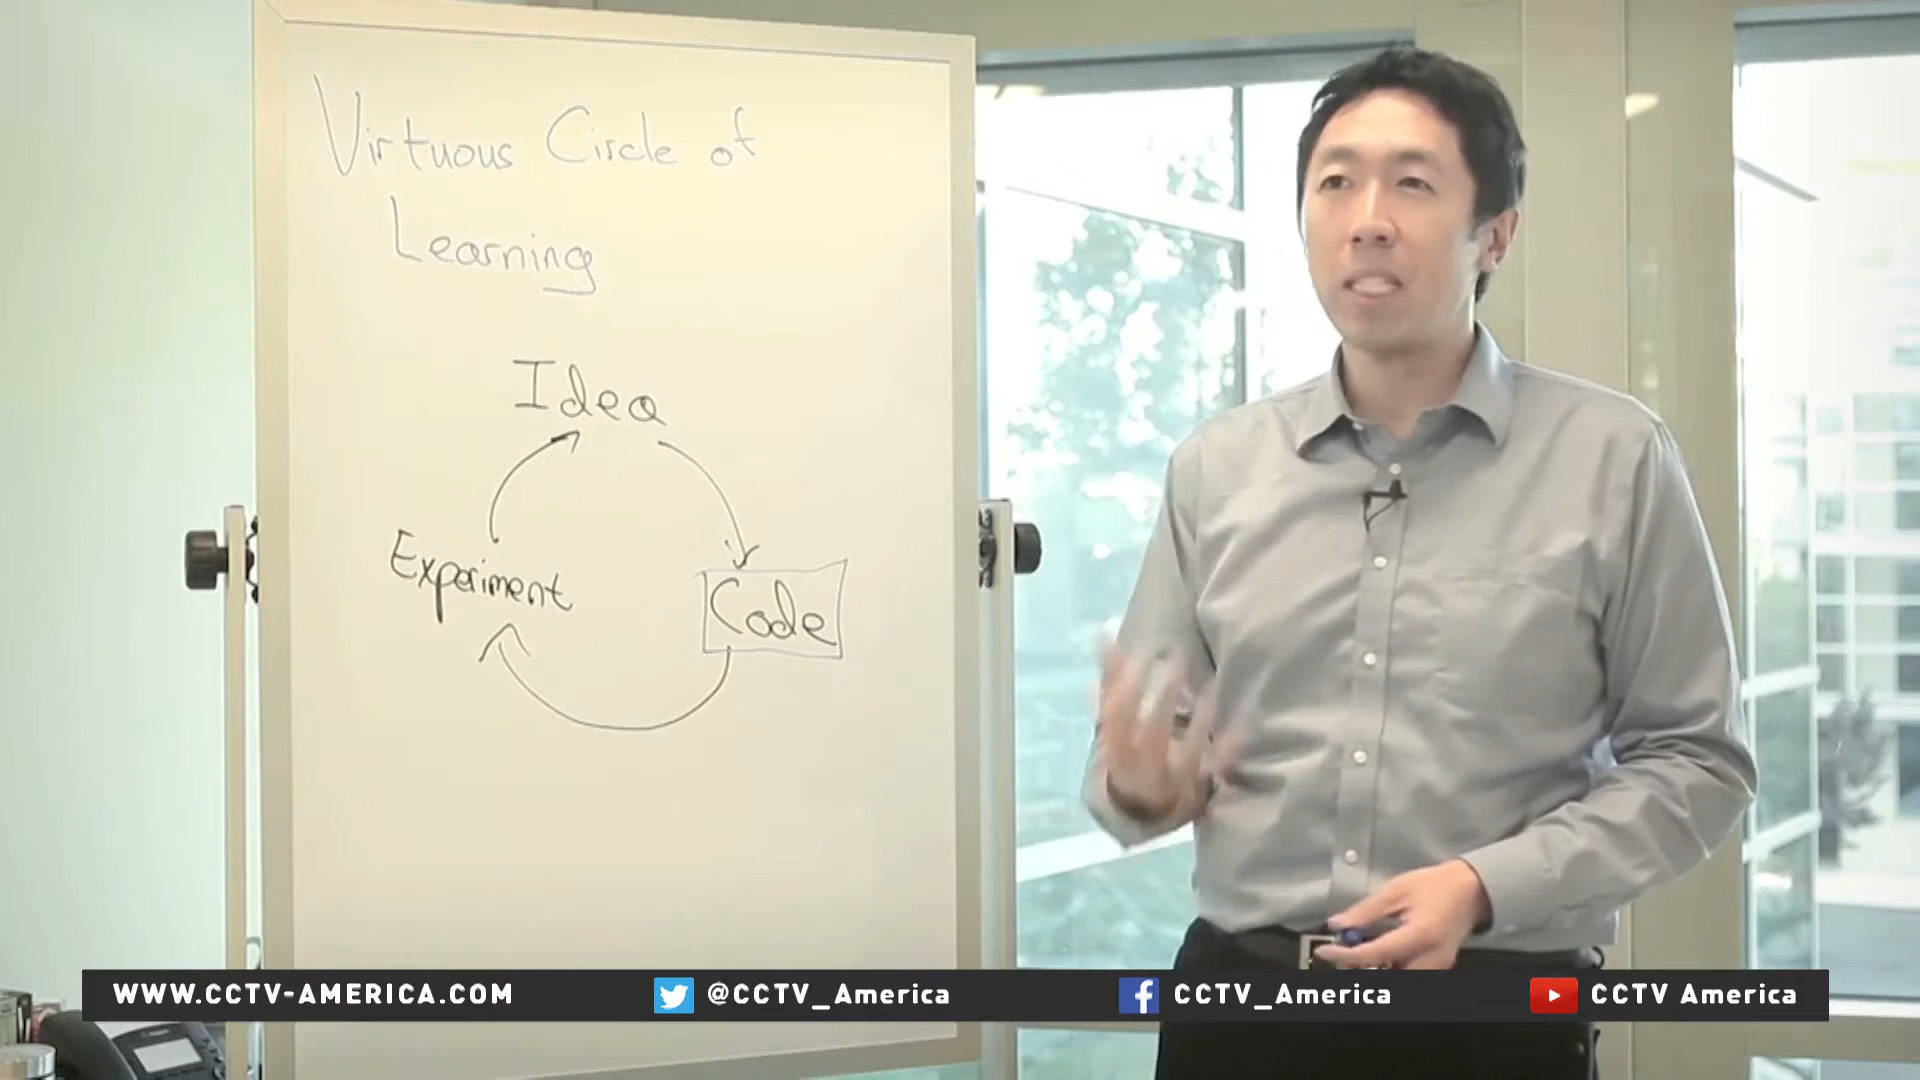 Virtuous Circle of
Learning
Idea
Experiment
Code
WWW.CCTV-AMERICA.COM @CCTV_America CCTV_America CCTV America